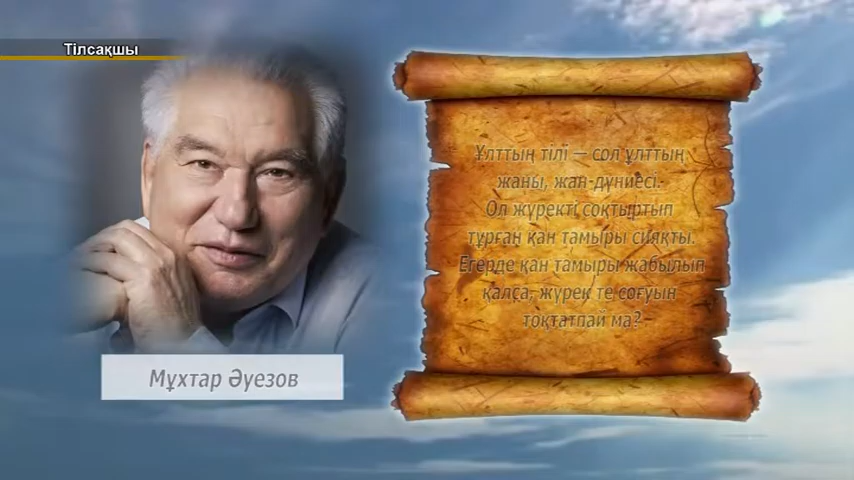 Тілсақшы
Ұлттың тілі — сол ұлттың
жаны, жан-дүниесі.
Ол жүректі соқтыртып
тұрған қан тамыры сияқты.
Егерде қан тамыры жабылып
қалса, жүрек те соғуын
тоқтатпай ма?
Мұхтар Әуезов